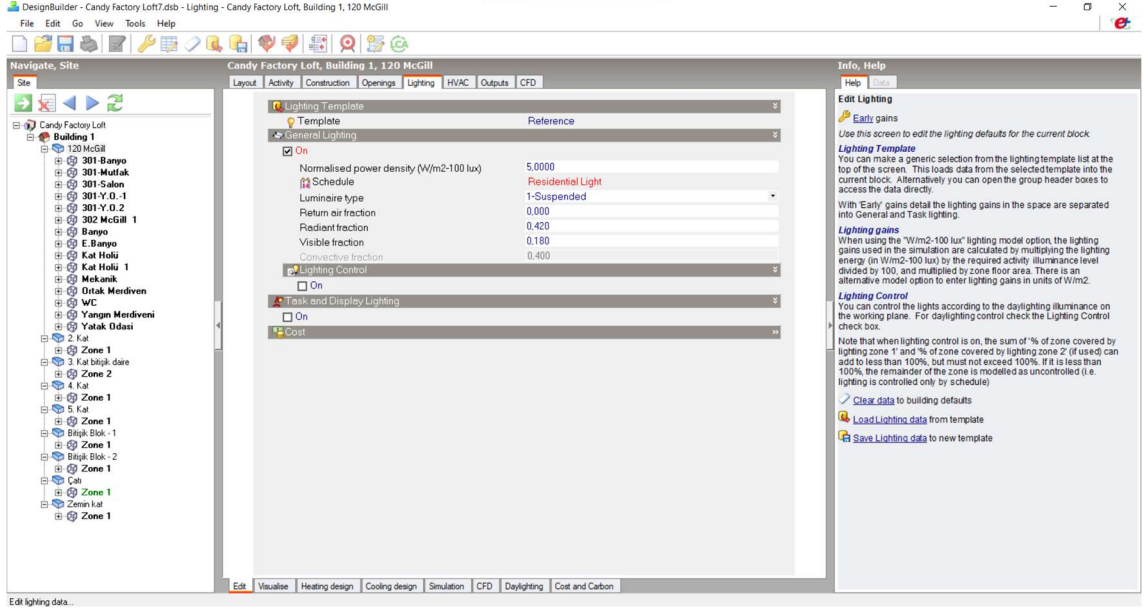 DesignBuilder - Candy Factory Loft7.dsb - Lighting - Candy Factory Loft, Building 1, 120 McGill
File Edit Go View Tools Help
Navigate, Site
Site
Candy Factory Loft
Building 1
120 McGill
301-Banyo
301-Mutfak
301-Salon
301-Y.O.-1
301-Y.O.2
302 McGill 1
Banyo
E.Banyo
Kat Holü
Kat Holü 1
Mekanik
Ortak Merdiven
WC
Yangın Merdiveni
Yatak Odasi
2. Kat
Zone 1
3. Kat bitişik daire
Zone 2
4. Kat
Zone 1
5. Kat
Zone 1
Bitişik Blok - 1
Zone 1
Bitişik Blok - 2
Zone 1
Çatı
Zone 1
Zemin kat
Zone 1
Candy Factory Loft, Building 1, 120 McGill
Layout Activity Construction Openings Lighting HVAC Outputs CFD
Lighting Template
Template Reference
General Lighting
On
Normalised power density (W/m2-100 lux) 5,0000
Schedule Residential Light
Luminaire type 1-Suspended
Return air fraction 0,000
Radiant fraction 0,420
Visible fraction 0,180
Convective fraction 0,400
Lighting Control
On
Task and Display Lighting
On
Cost
Edit Visualise Heating design Cooling design Simulation CFD Daylighting Cost and Carbon
Info, Help
Help Data
Edit Lighting
Early gains
Use this screen to edit the lighting defaults for the current block.
Lighting Template
You can make a generic selection from the lighting template list at the
top of the screen. This loads data from the selected template into the
current block. Alternatively you can open the group header boxes to
access the data directly.
With 'Early' gains detail the lighting gains in the space are separated
into General and Task lighting.
Lighting gains
When using the "W/m2-100 lux" lighting model option, the lighting
gains used in the simulation are calculated by multiplying the lighting
energy (in W/m2-100 lux) by the required activity illuminance level
divided by 100, and multiplied by zone floor area. There is an
alternative model option to enter lighting gains in units of W/m2.
Lighting Control
You can control the lights according to the daylighting illuminance on
the working plane. For daylighting control check the Lighting Control
check box.
Note that when lighting control is on, the sum of '% of zone covered by
lighting zone 1' and '% of zone covered by lighting zone 2' (if used) can
add to less than 100%, but must not exceed 100%. If it is less than
100%, the remainder of the zone is modelled as uncontrolled (i.e.
lighting is controlled only by schedule)
Clear data to building defaults
Load Lighting data from template
Save Lighting data to new template
Edit lighting data...